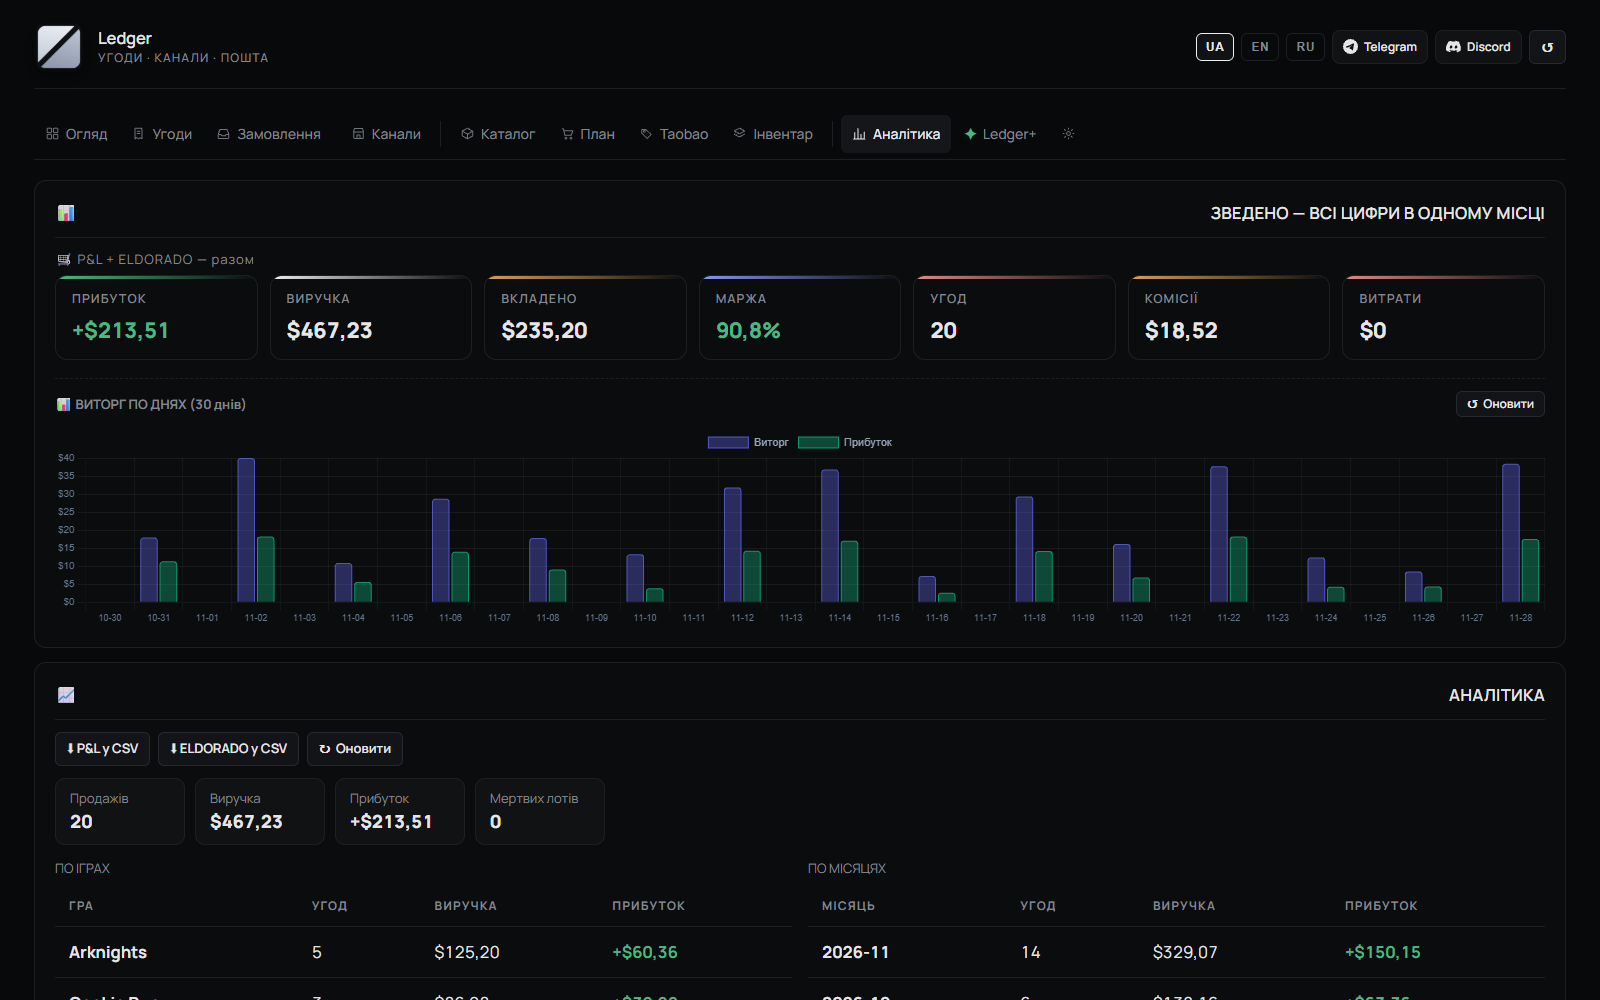 Ledger
УГОДИ · КАНАЛИ · ПОШТА
UA EN RU Telegram Discord
Огляд Угоди Замовлення Канали Каталог План Taobao Інвентар Аналітика Ledger+
ЗВЕДЕНО — ВСІ ЦИФРИ В ОДНОМУ МІСЦІ
P&L + ELDORADO — разом
ПРИБУТОК ВИРУЧКА ВКЛАДЕНО МАРЖА УГОД КОМІСІЇ ВИТРАТИ
+$213,51 $467,23 $235,20 90,8% 20 $18,52 $0
ВИТОРГ ПО ДНЯХ (30 днів) Оновити
Виторг Прибуток
$40
$35
$30
$25
$20
$15
$10
$5
$0
10-30 10-31 11-01 11-02 11-03 11-04 11-05 11-06 11-07 11-08 11-09 11-10 11-11 11-12 11-13 11-14 11-15 11-16 11-17 11-18 11-19 11-20 11-21 11-22 11-23 11-24 11-25 11-26 11-27 11-28
АНАЛІТИКА
P&L у CSV ELDORADO у CSV Оновити
Продажів Виручка Прибуток Мертвих лотів
20 $467,23 +$213,51 0
ПО ІГРАХ ПО МІСЯЦЯХ
ГРА УГОД ВИРУЧКА ПРИБУТОК МІСЯЦЬ УГОД ВИРУЧКА ПРИБУТОК
Arknights 5 $125,20 +$60,36 2026-11 14 $329,07 +$150,15